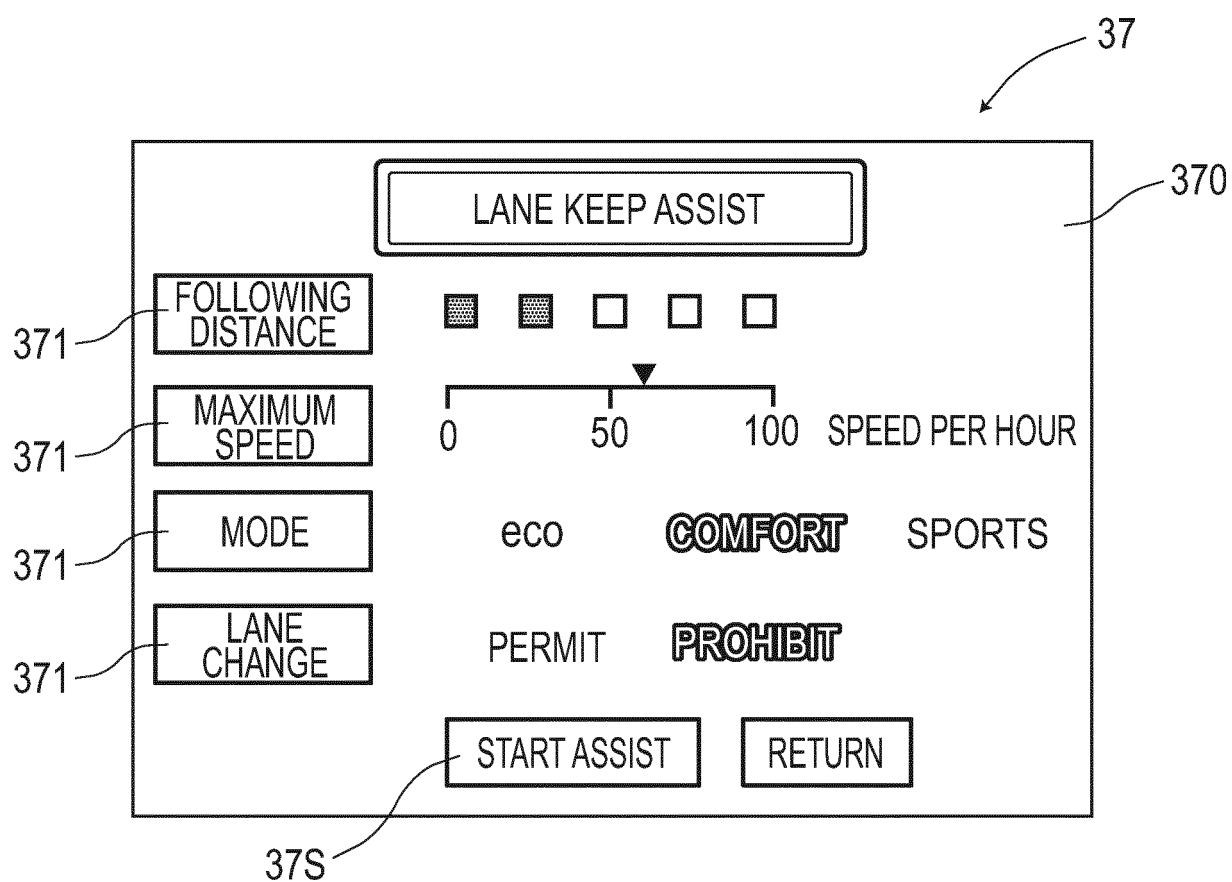 37
370
LANE KEEP ASSIST
FOLLOWING
DISTANCE
371
MAXIMUM
SPEED
0 50 100 SPEED PER HOUR
371
MODE eco COMFORT SPORTS
371
LANE
CHANGE
PERMIT PROHIBIT
371
START ASSIST RETURN
37S